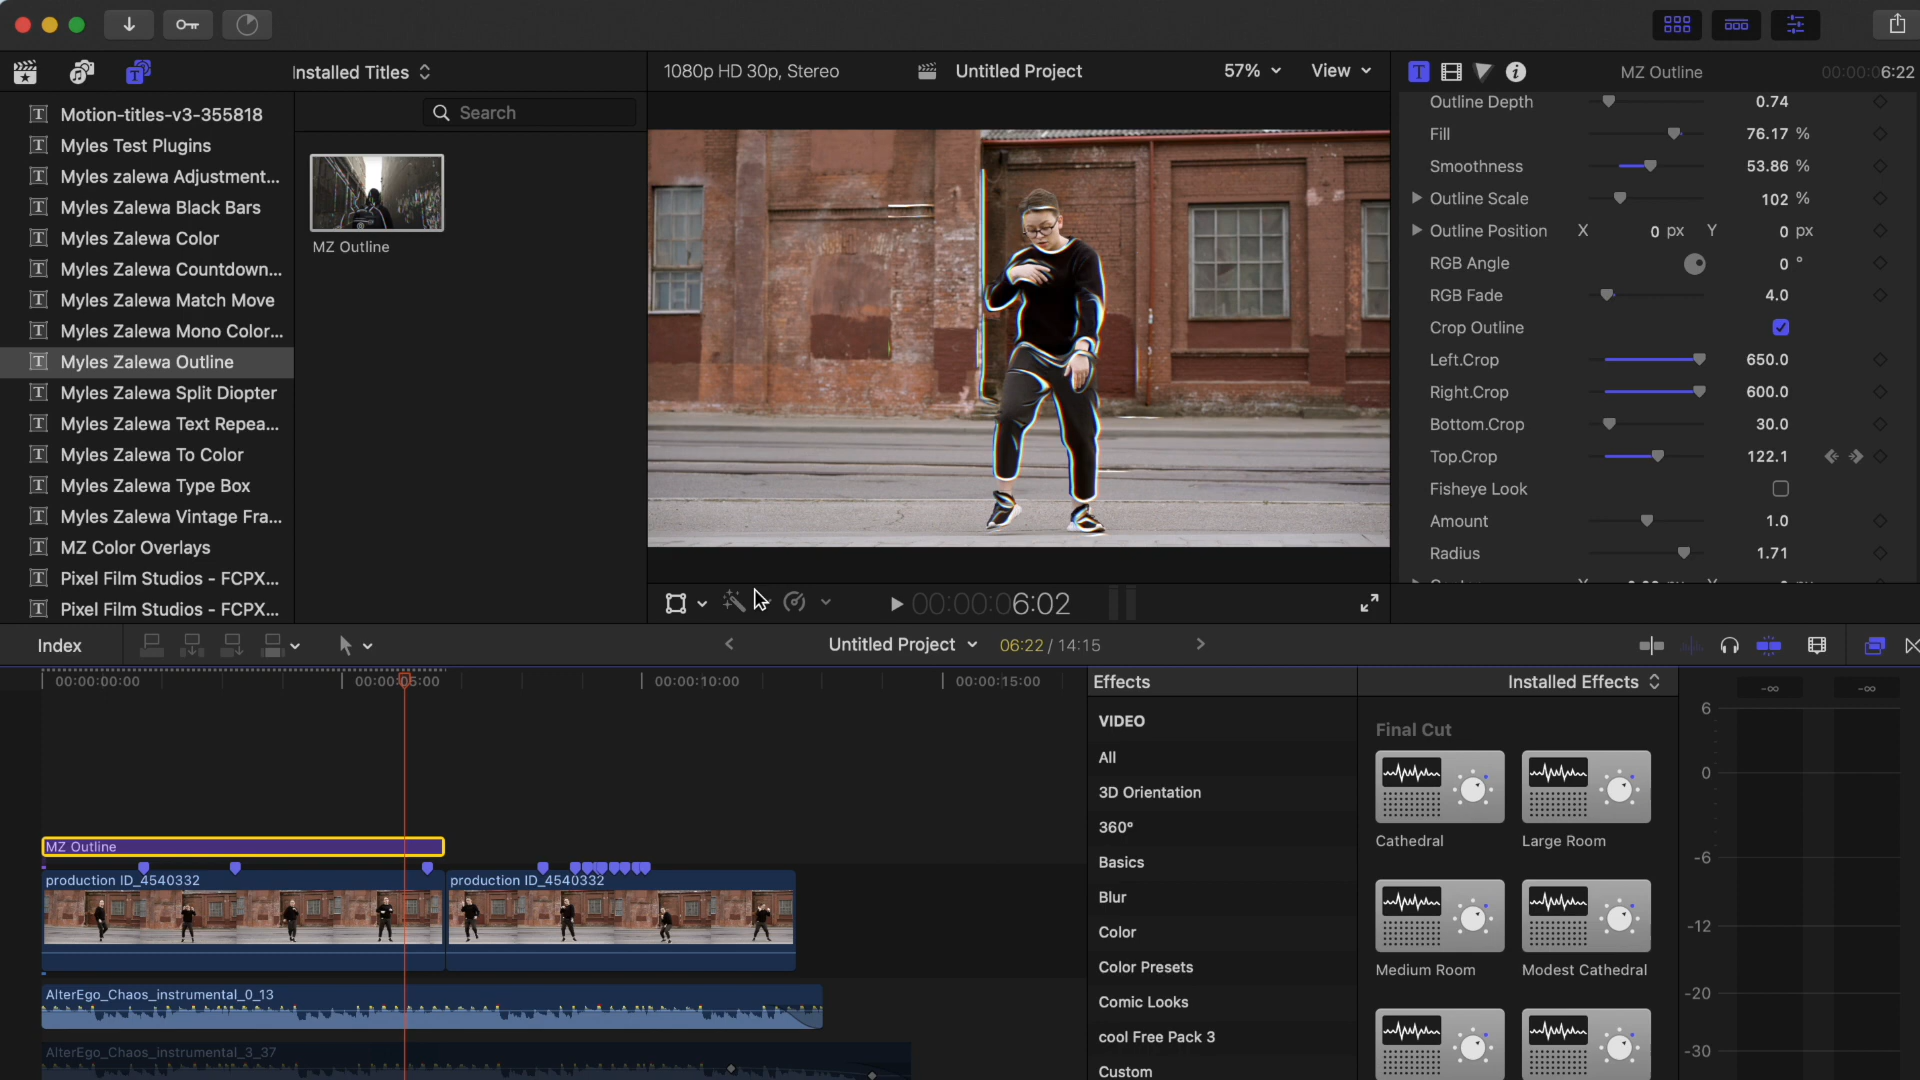 Installed Titles
1080p HD 30p, Stereo
Untitled Project
57%
View
MZ Outline
00:00:06:22
Motion-titles-v3-355818
Myles Test Plugins
Myles zalewa Adjustment...
Myles Zalewa Black Bars
Myles Zalewa Color
Myles Zalewa Countdown...
Myles Zalewa Match Move
Myles Zalewa Mono Color...
Myles Zalewa Outline
Myles Zalewa Split Diopter
Myles Zalewa Text Repea...
Myles Zalewa To Color
Myles Zalewa Type Box
Myles Zalewa Vintage Fra...
MZ Color Overlays
Pixel Film Studios - FCPX...
Pixel Film Studios - FCPX...
Search
MZ Outline
Outline Depth 0.74
Fill 76.17 %
Smoothness 53.86 %
Outline Scale 102 %
Outline Position X 0 px Y 0 px
RGB Angle 0 °
RGB Fade 4.0
Crop Outline
Left.Crop 650.0
Right.Crop 600.0
Bottom.Crop 30.0
Top.Crop 122.1
Fisheye Look
Amount 1.0
Radius 1.71
00:00:06:02
Index
Untitled Project
06:22 / 14:15
00:00:00:00
00:00:05:00
00:00:10:00
00:00:15:00
MZ Outline
production ID_4540332
production ID_4540332
AlterEgo_Chaos_instrumental_0_13
AlterEgo_Chaos_instrumental_3_37
Effects
Installed Effects
VIDEO
All
3D Orientation
360°
Basics
Blur
Color
Color Presets
Comic Looks
cool Free Pack 3
Custom
Final Cut
Cathedral
Large Room
Medium Room
Modest Cathedral
-∞
-∞
6
0
-6
-12
-20
-30